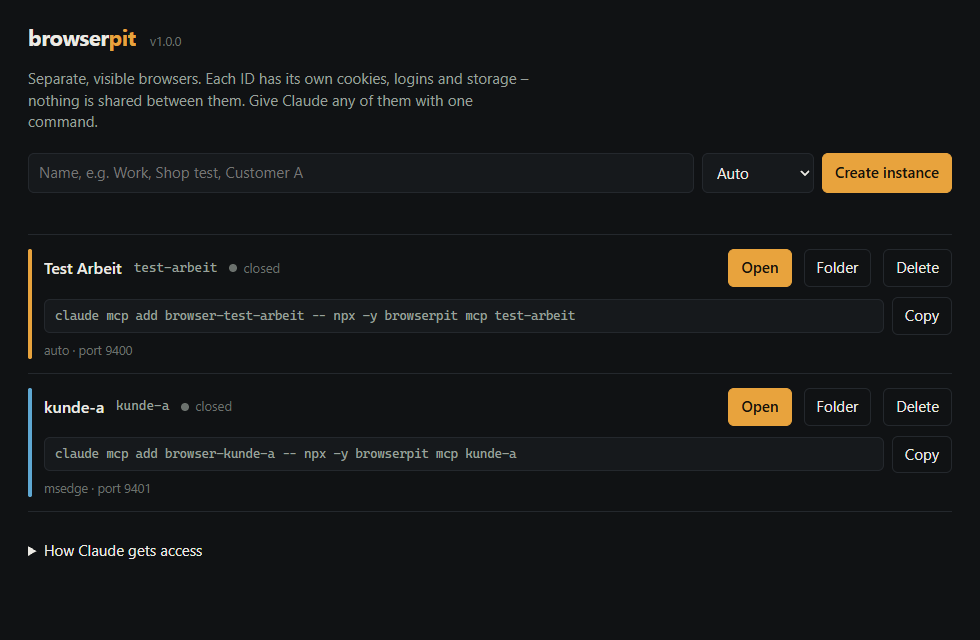 browserpit v1.0.0
Separate, visible browsers. Each ID has its own cookies, logins and storage –
nothing is shared between them. Give Claude any of them with one
command.
Name, e.g. Work, Shop test, Customer A
Auto
Create instance
Test Arbeit test-arbeit closed
Open
Folder
Delete
claude mcp add browser-test-arbeit -- npx -y browserpit mcp test-arbeit
Copy
auto · port 9400
kunde-a kunde-a closed
Open
Folder
Delete
claude mcp add browser-kunde-a -- npx -y browserpit mcp kunde-a
Copy
msedge · port 9401
How Claude gets access